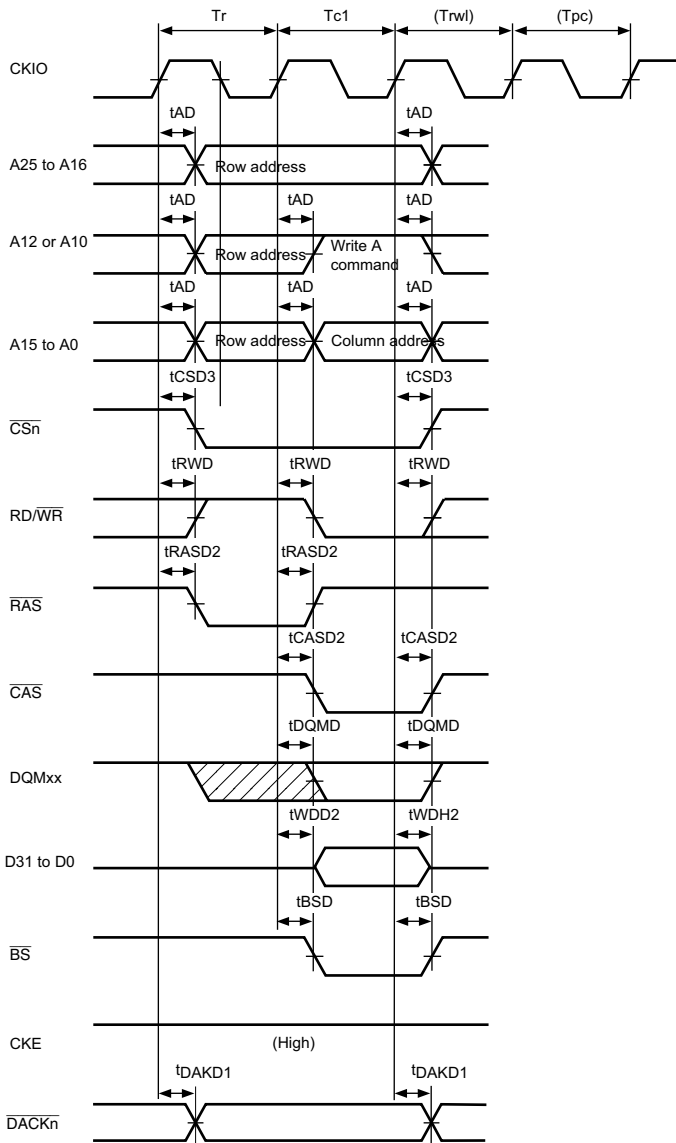 Tr Tc1 (Trwl) (Tpc)
CKIO
tAD tAD
A25 to A16 Row address
tAD tAD tAD
A12 or A10 Row address Write A command
tAD tAD tAD
A15 to A0 Row address Column address
tCSD3 tCSD3
CSn
tRWD tRWD tRWD
RD/WR
tRASD2 tRASD2
RAS
tCASD2 tCASD2
CAS
tDQMD tDQMD
DQMxx
tWDD2 tWDH2
D31 to D0
tBSD tBSD
BS
CKE (High)
tDAKD1 tDAKD1
DACKn